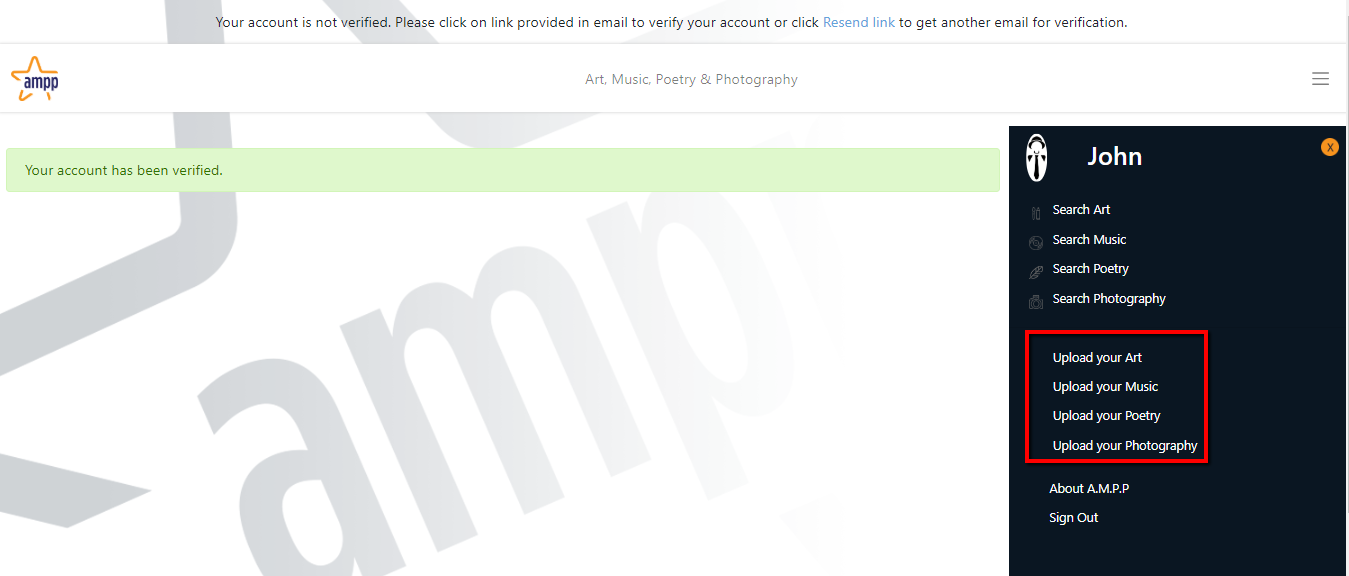 Your account is not verified. Please click on link provided in email to verify your account or click Resend link to get another email for verification.
ampp
Art, Music, Poetry & Photography
Your account has been verified.
John
X
Search Art
Search Music
Search Poetry
Search Photography
Upload your Art
Upload your Music
Upload your Poetry
Upload your Photography
About A.M.P.P
Sign Out
ampp